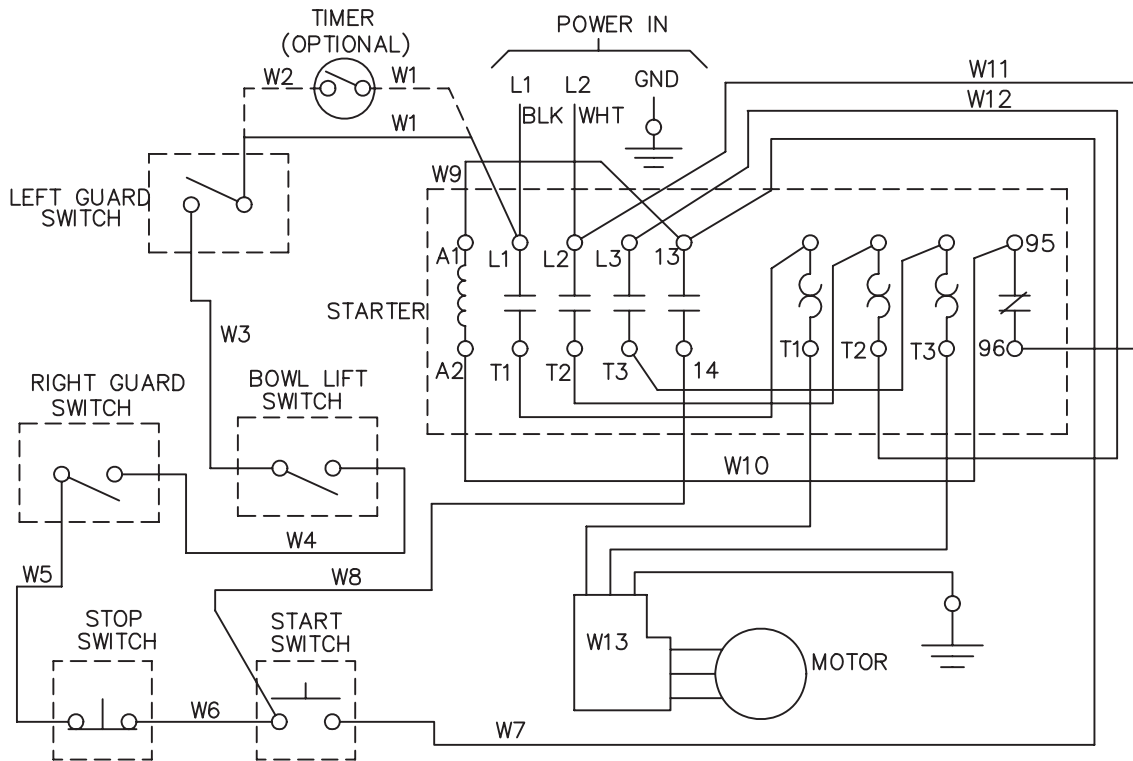 TIMER
(OPTIONAL)
POWER IN
W2
W1
L1
L2
GND
W11
BLK
WHT
W12
W1
W9
LEFT GUARD
SWITCH
A1
L1
L2
L3
13
95
STARTER
W3
A2
T1
T2
T3
14
T1
T2
T3
96
RIGHT GUARD
SWITCH
BOWL LIFT
SWITCH
W10
W4
W5
W8
STOP
SWITCH
START
SWITCH
W13
MOTOR
W6
W7